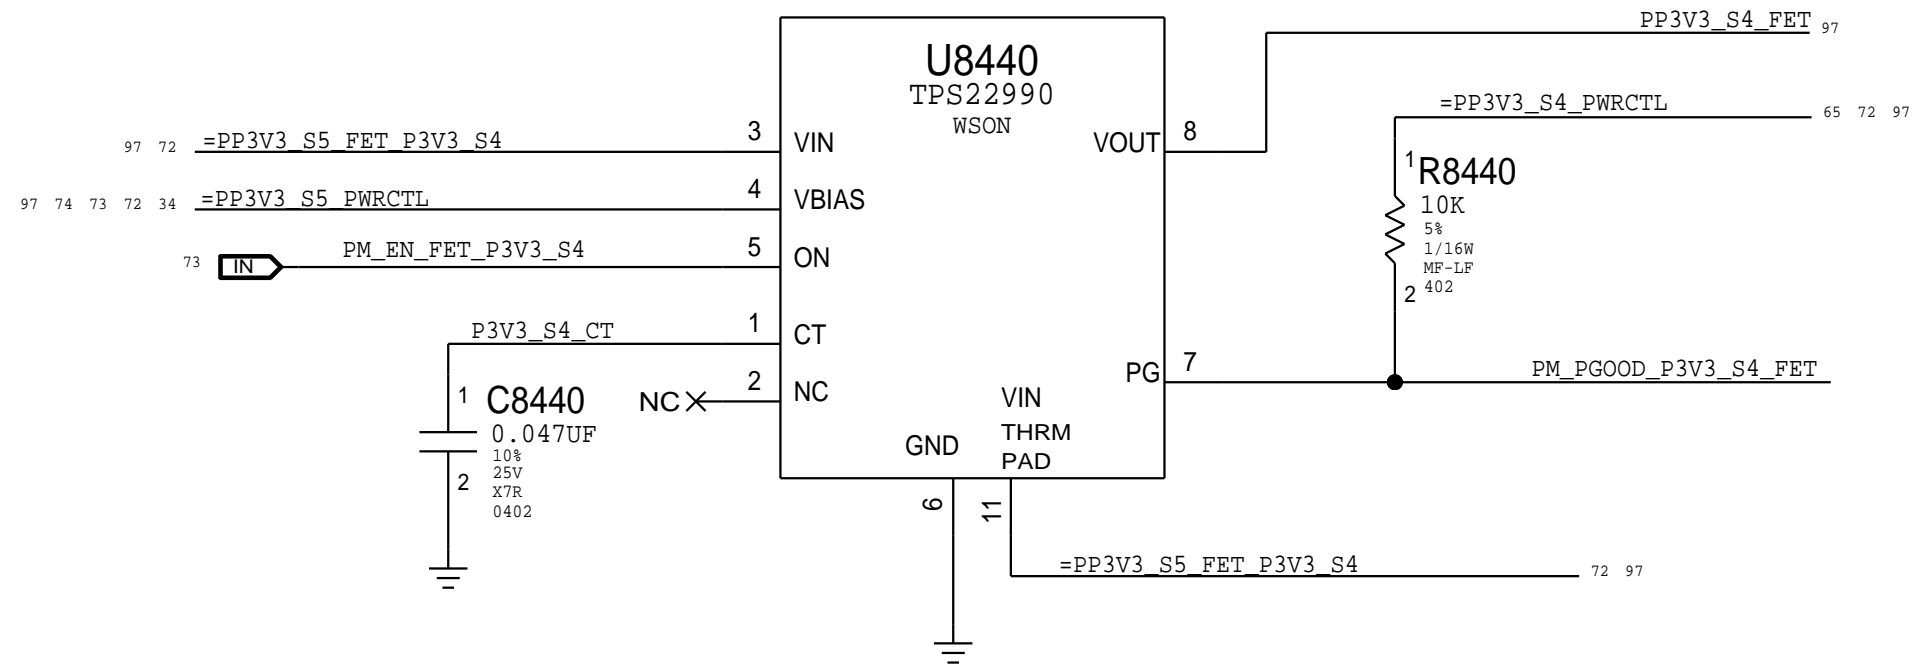 PP3V3_S4_FET 97
U8440
TPS22990
WSON
=PP3V3_S4_PWRCTL
65 72 97
97 72 =PP3V3_S5_FET_P3V3_S4
3 VIN
VOUT 8
97 74 73 72 34 =PP3V3_S5_PWRCTL
4 VBIAS
73 IN PM_EN_FET_P3V3_S4
5 ON
1 R8440
10K
5%
1/16W
MF-LF
402
2
P3V3_S4_CT
1 CT
NC
2 NC
1 C8440
0.047UF
10%
25V
X7R
0402
2
PG 7
PM_PGOOD_P3V3_S4_FET
VIN
THRM
PAD
GND
6
11
=PP3V3_S5_FET_P3V3_S4 72 97